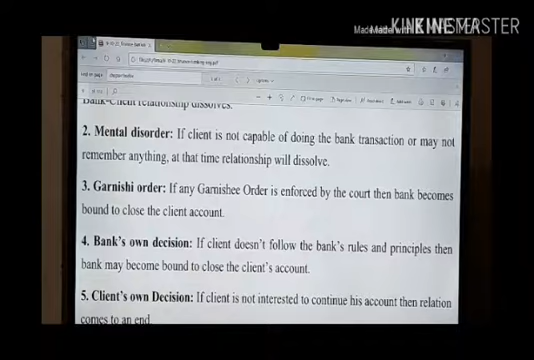 Made with KINEMASTER
Bank-Client relationship dissolves.
2. Mental disorder: If client is not capable of doing the bank transaction or may not
remember anything, at that time relationship will dissolve.
3. Garnishi order: If any Garnishee Order is enforced by the court then bank becomes
bound to close the client account.
4. Bank's own decision: If client doesn't follow the bank's rules and principles then
bank may become bound to close the client's account.
5. Client's own Decision: If client is not interested to continue his account then relation
comes to an end.